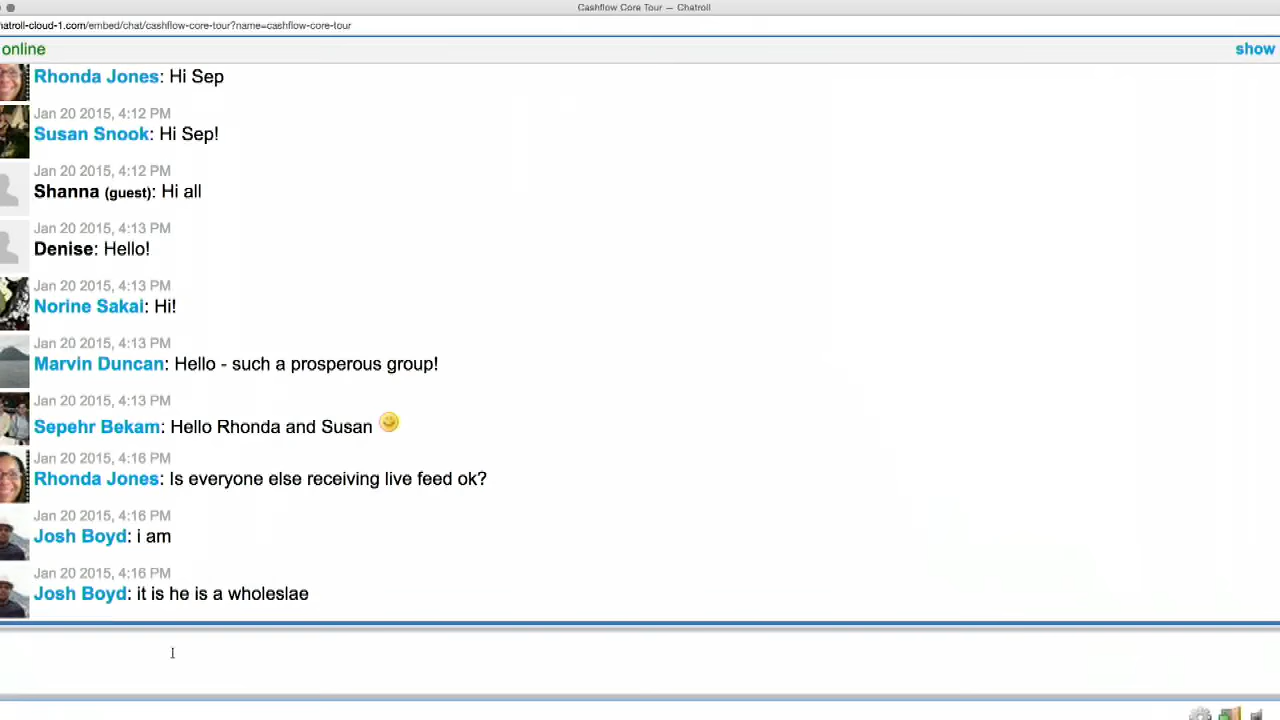 Cashflow Core Tour — Chatroll
hatroll-cloud-1.com/embed/chat/cashflow-core-tour?name=cashflow-core-tour
online
show
Rhonda Jones: Hi Sep
Jan 20 2015, 4:12 PM
Susan Snook: Hi Sep!
Jan 20 2015, 4:12 PM
Shanna (guest): Hi all
Jan 20 2015, 4:13 PM
Denise: Hello!
Jan 20 2015, 4:13 PM
Norine Sakai: Hi!
Jan 20 2015, 4:13 PM
Marvin Duncan: Hello - such a prosperous group!
Jan 20 2015, 4:13 PM
Sepehr Bekam: Hello Rhonda and Susan
Jan 20 2015, 4:16 PM
Rhonda Jones: Is everyone else receiving live feed ok?
Jan 20 2015, 4:16 PM
Josh Boyd: i am
Jan 20 2015, 4:16 PM
Josh Boyd: it is he is a wholeslae